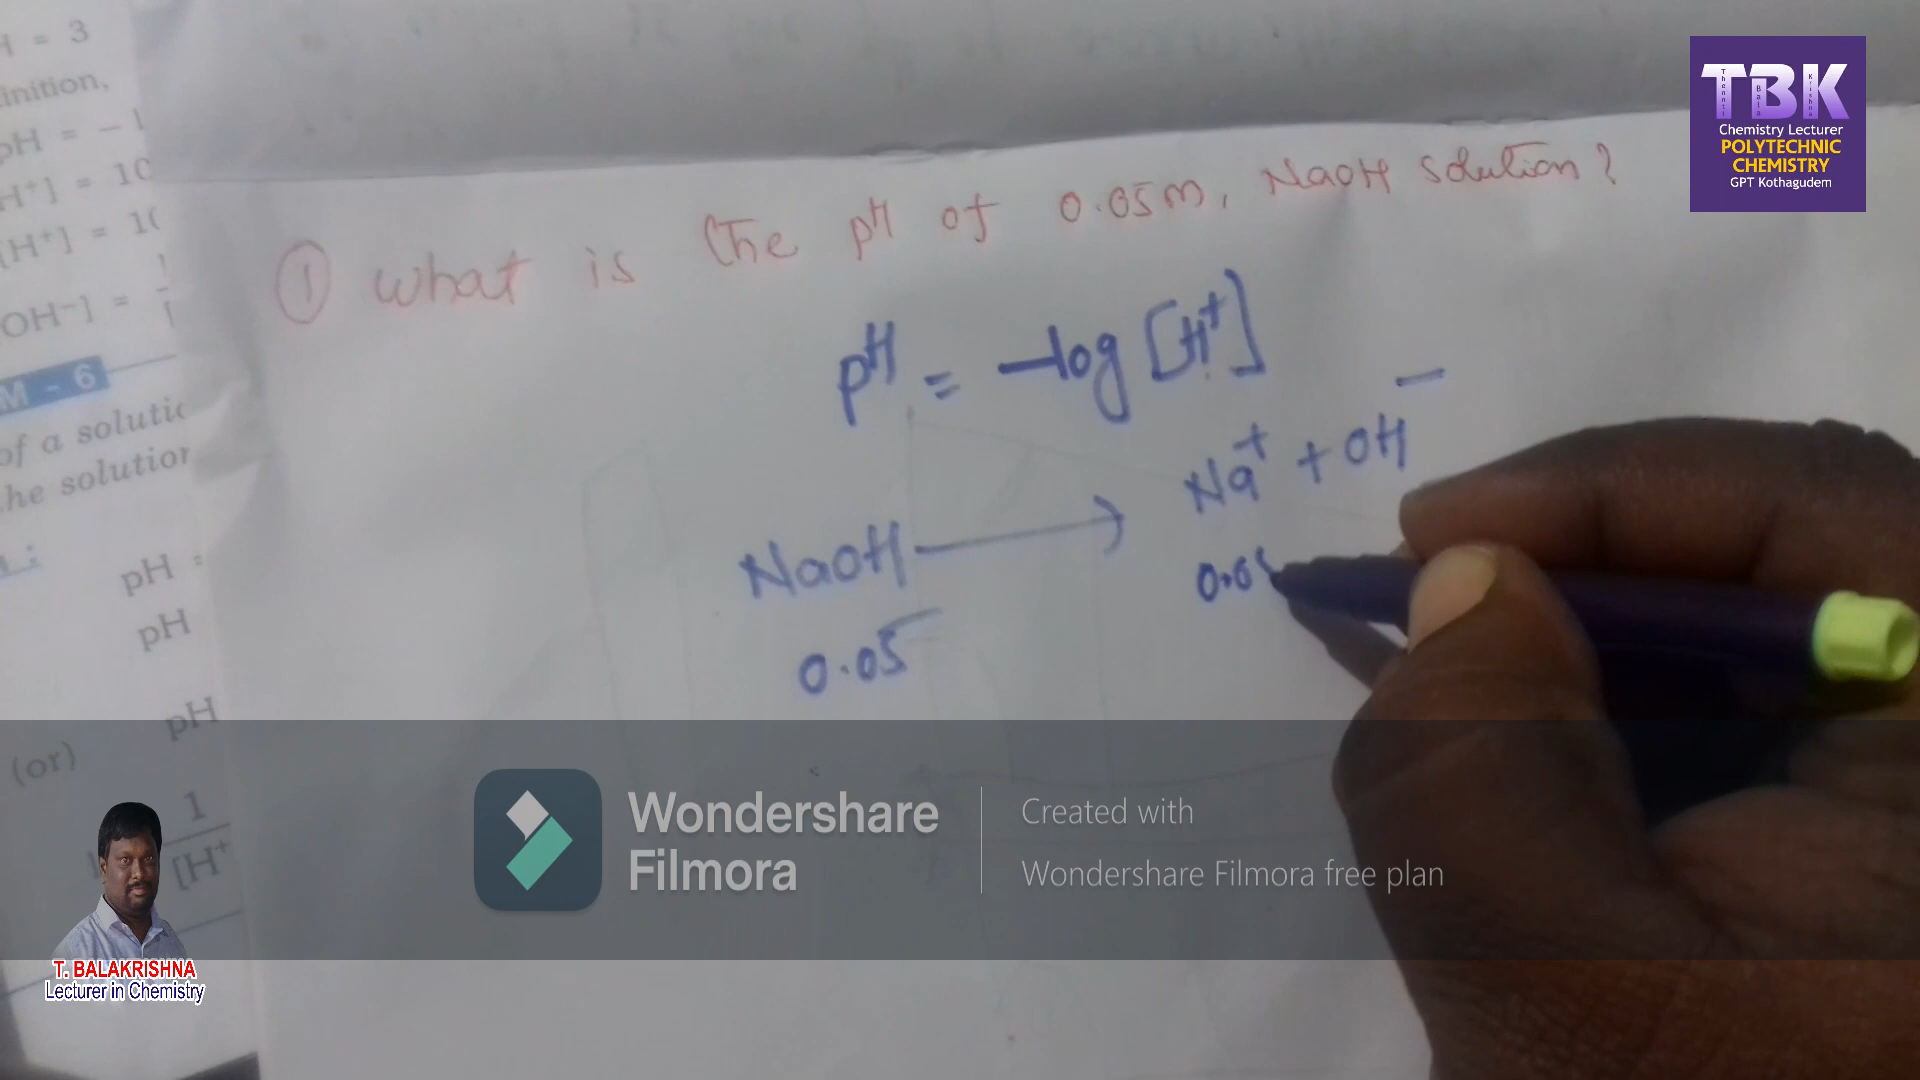 H = 3
inition,
pH = – l
H⁺] = 10
[H⁺] = 1(
OH⁻] =
M - 6
of a solutic
he solution
pH =
pH
pH
(or)
1
[H⁺
① What is the pH of 0.05m, NaOH solution?
pH = -log [H⁺]
NaOH → Na⁺ + OH⁻
0.05 0.0
TBK
Chemistry Lecturer
POLYTECHNIC
CHEMISTRY
GPT Kothagudem
Wondershare
Filmora
Created with
Wondershare Filmora free plan
T. BALAKRISHNA
Lecturer in Chemistry